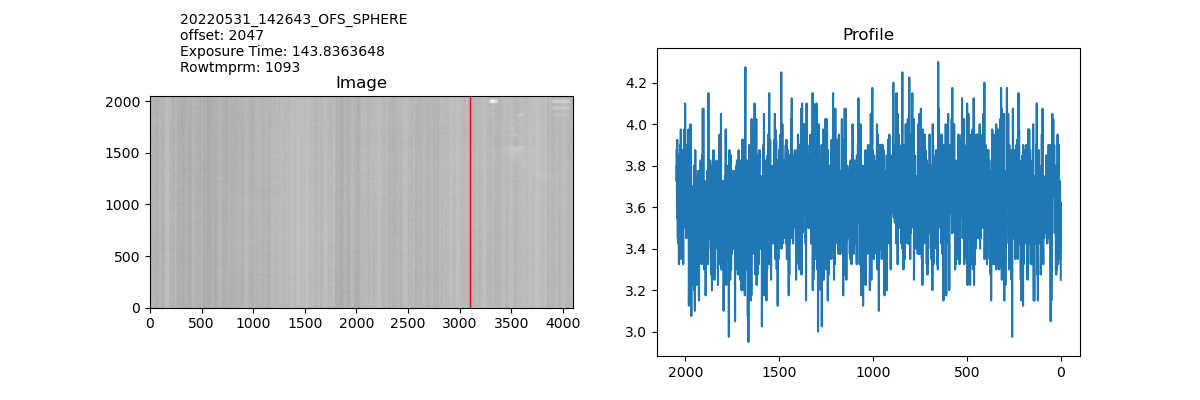 20220531_142643_OFS_SPHERE
offset: 2047
Exposure Time: 143.8363648
Rowtmprm: 1093
Image
2000
1500
1000
500
0
0 500 1000 1500 2000 2500 3000 3500 4000
Profile
4.2
4.0
3.8
3.6
3.4
3.2
3.0
2000 1500 1000 500 0